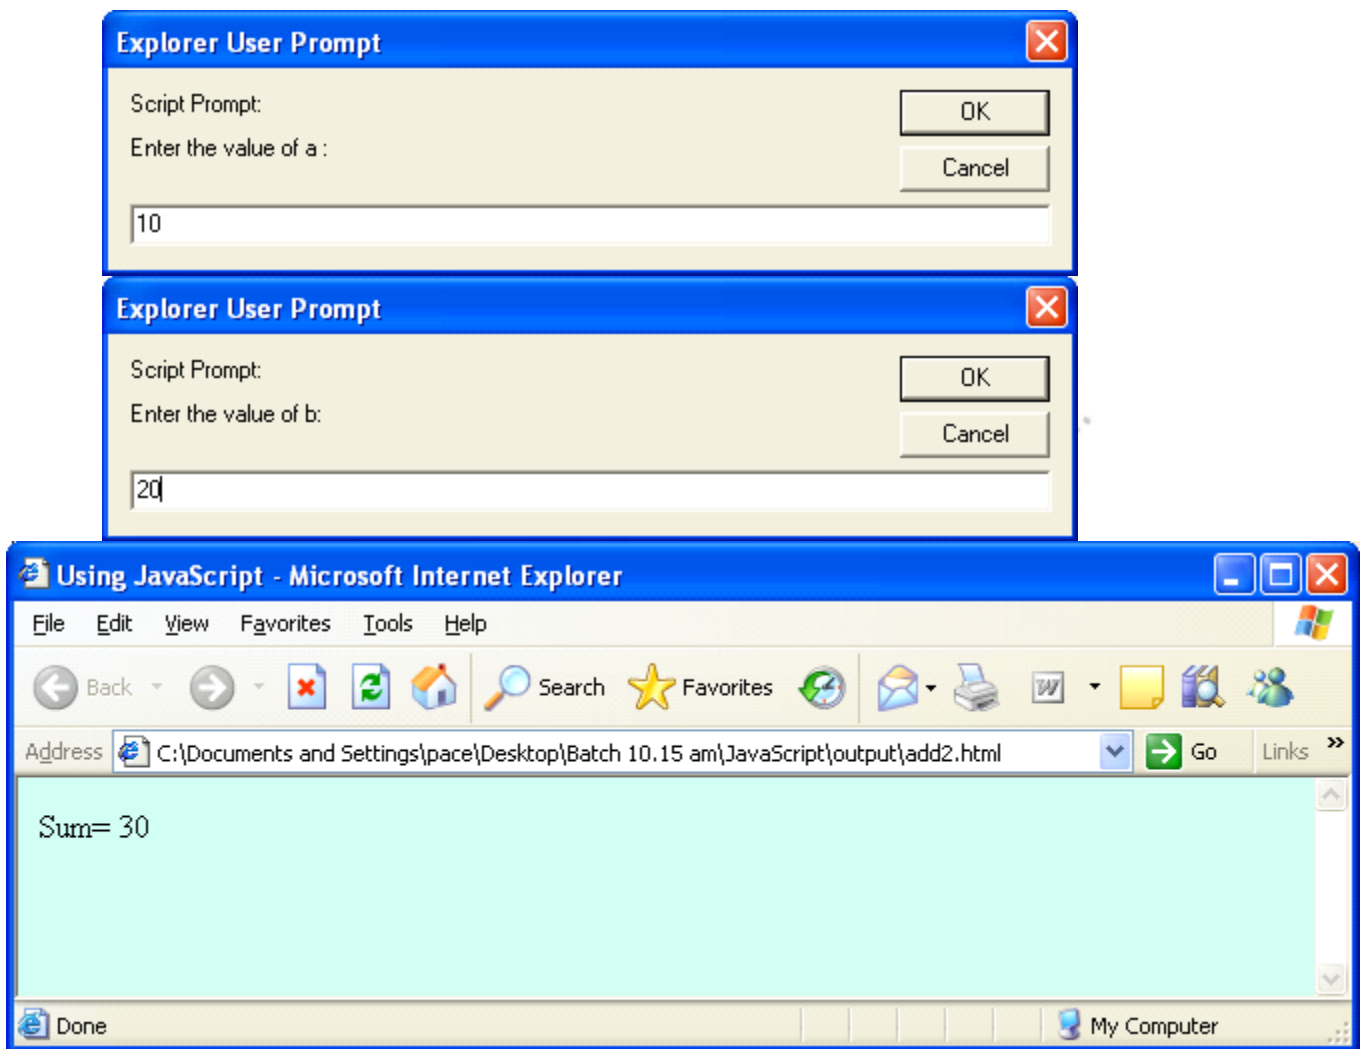 Explorer User Prompt
Script Prompt:
OK
Enter the value of a :
Cancel
10
Explorer User Prompt
Script Prompt:
OK
Enter the value of b:
Cancel
20
Using JavaScript - Microsoft Internet Explorer
File Edit View Favorites Tools Help
Back Search Favorites W
Address C:\Documents and Settings\pace\Desktop\Batch 10.15 am\JavaScript\output\add2.html Go Links »
Sum= 30
Done My Computer